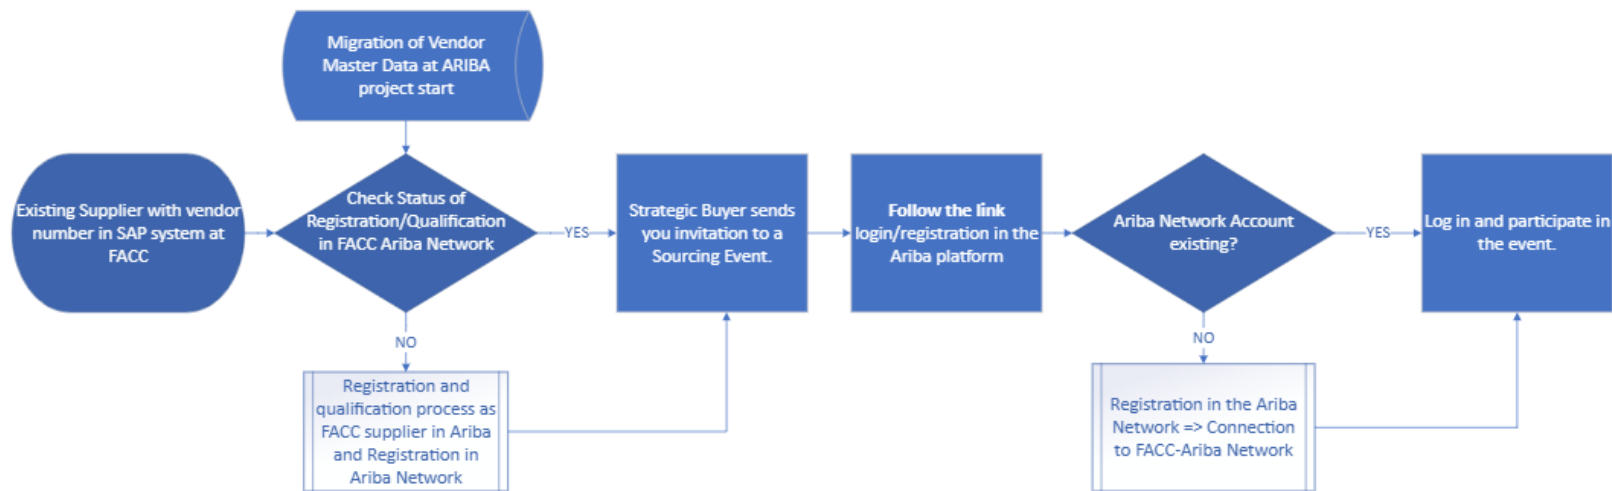 Migration of Vendor
Master Data at ARIBA
project start
Existing Supplier with vendor
number in SAP system at
FACC
Check Status of
Registration/Qualification
in FACC Ariba Network
YES
Strategic Buyer sends
you invitation to a
Sourcing Event.
Follow the link
login/registration in the
Ariba platform
Ariba Network Account
existing?
YES
Log in and participate in
the event.
NO
Registration and
qualification process as
FACC supplier in Ariba
and Registration in
Ariba Network
NO
Registration in the Ariba
Network => Connection
to FACC-Ariba Network